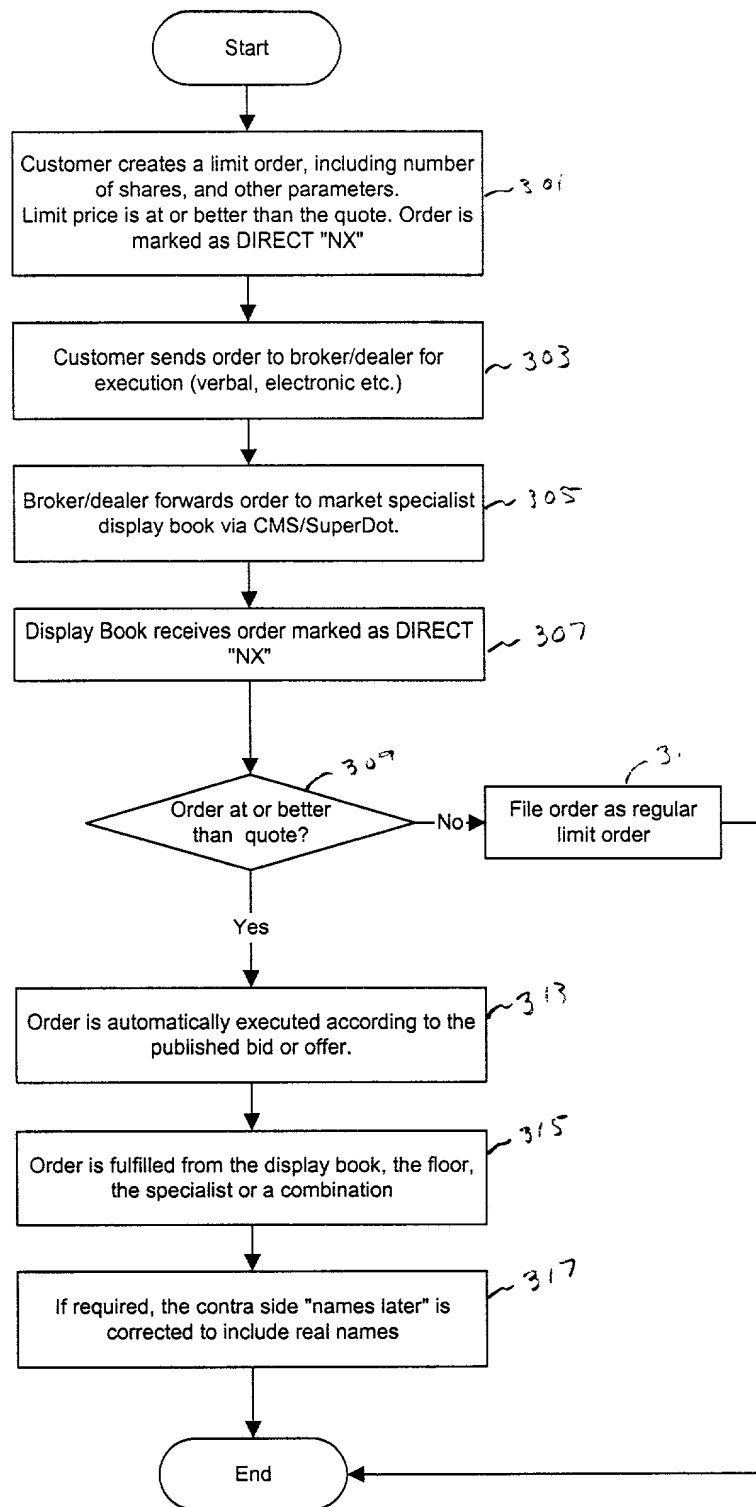 Start
Customer creates a limit order, including number
of shares, and other parameters.
Limit price is at or better than the quote. Order is
marked as DIRECT "NX"
301
Customer sends order to broker/dealer for
execution (verbal, electronic etc.)
303
Broker/dealer forwards order to market specialist
display book via CMS/SuperDot.
305
Display Book receives order marked as DIRECT
"NX"
307
Order at or better
than quote?
309
No
File order as regular
limit order
3.
Yes
Order is automatically executed according to the
published bid or offer.
313
Order is fulfilled from the display book, the floor,
the specialist or a combination
315
If required, the contra side "names later" is
corrected to include real names
317
End